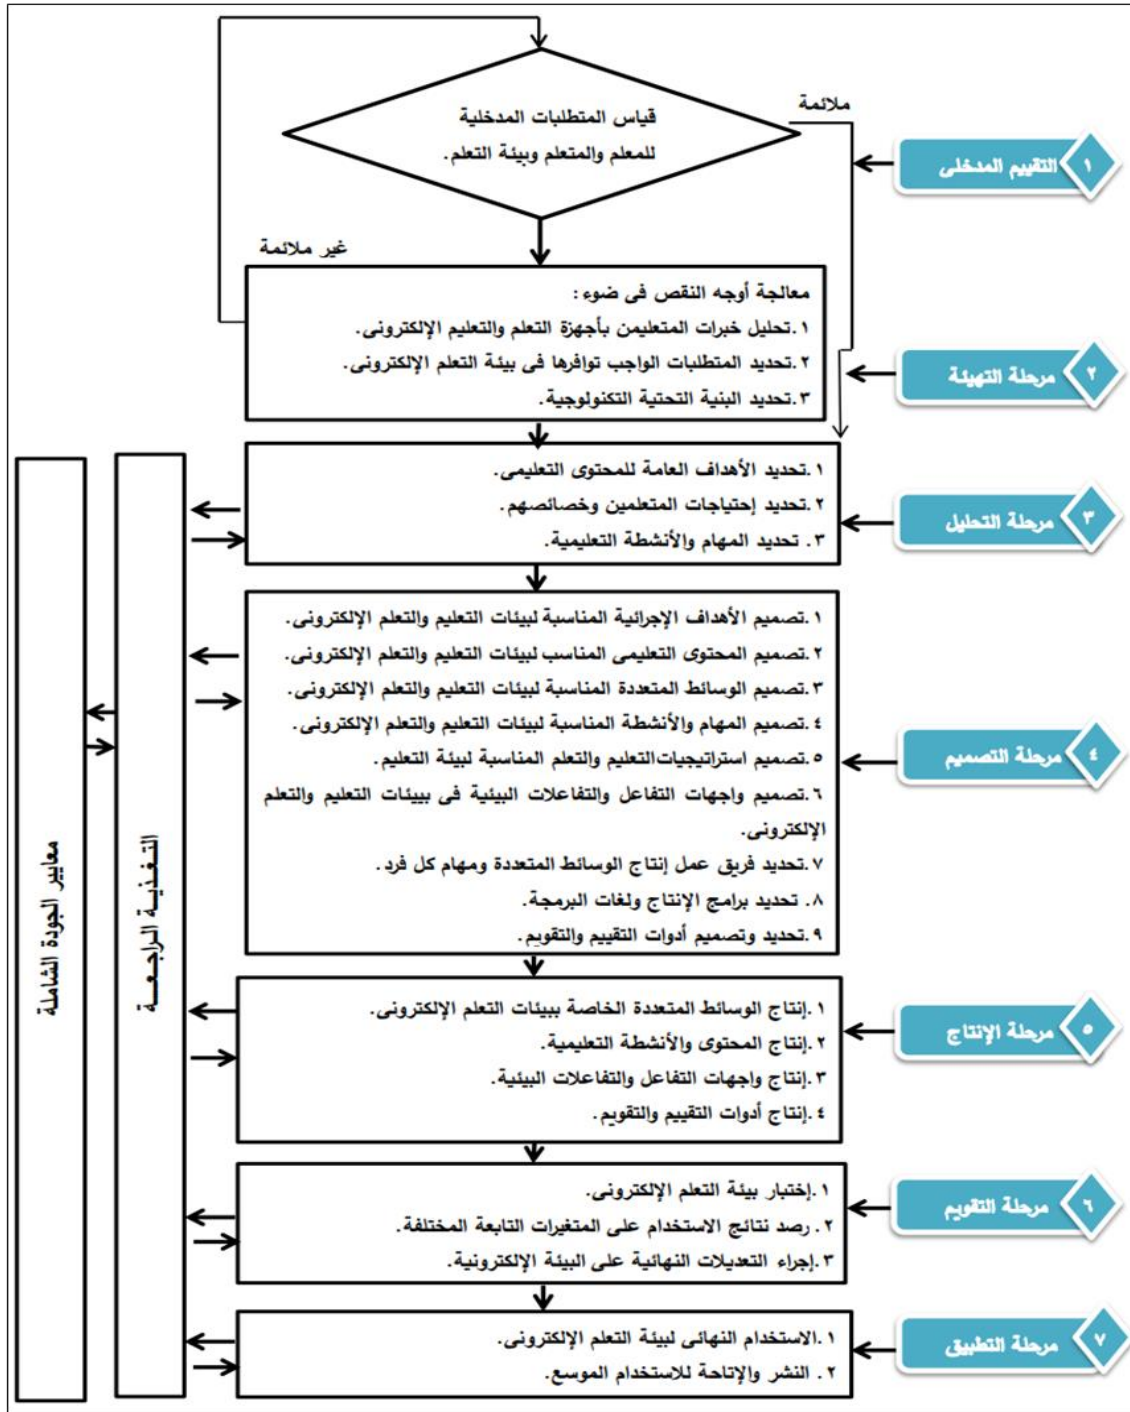 قياس المتطلبات المدخلية
للمعلم والمتعلم وبيئة التعلم.
ملائمة
١
التقييم المدخلى
غير ملائمة
معالجة أوجه النقص فى ضوء:
١.تحليل خبرات المتعليمن بأجهزة التعلم والتعليم الإلكترونى.
٢.تحديد المتطلبات الواجب توافرها فى بيئة التعلم الإلكترونى.
٣.تحديد البنية التحتية التكنولوجية.
٢
مرحلة التهيئة
١.تحديد الأهداف العامة للمحتوى التعليمى.
٢.تحديد إحتياجات المتعلمين وخصائصهم.
٣. تحديد المهام والأنشطة التعليمية.
٣
مرحلة التحليل
١.تصميم الأهداف الإجرائية المناسبة لبيئات التعليم والتعلم الإلكترونى.
٢.تصميم المحتوى التعليمى المناسب لبيئات التعليم والتعلم الإلكترونى.
٣.تصميم الوسائط المتعددة المناسبة لبيئات التعليم والتعلم الإلكترونى.
٤.تصميم المهام والأنشطة المناسبة لبيئات التعليم والتعلم الإلكترونى.
٥.تصميم استراتيجيات التعليم والتعلم المناسبة لبيئة التعليم.
٦.تصميم واجهات التفاعل والتفاعلات البيئية فى بييئات التعليم والتعلم
الإلكترونى.
٧.تحديد فريق عمل إنتاج الوسائط المتعددة ومهام كل فرد.
٨. تحديد برامج الإنتاج ولغات البرمجة.
٩.تحديد وتصميم أدوات التقييم والتقويم.
٤
مرحلة التصميم
١.إنتاج الوسائط المتعددة الخاصة ببيئات التعلم الإلكترونى.
٢.إنتاج المحتوى والأنشطة التعليمية.
٣.إنتاج واجهات التفاعل والتفاعلات البيئية.
٤.إنتاج أدوات التقييم والتقويم.
٥
مرحلة الإنتاج
١.إختبار بيئة التعلم الإلكترونى.
٢. رصد نتائج الاستخدام على المتغيرات التابعة المختلفة.
٣.إجراء التعديلات النهائية على البيئة الإلكترونية.
٦
مرحلة التقويم
١.الاستخدام النهائى لبيئة التعلم الإلكترونى.
٢. النشر والإتاحة للاستخدام الموسع.
٧
مرحلة التطبيق
التـغـذيـة الـراجـعــة
معايير الجودة الشاملة